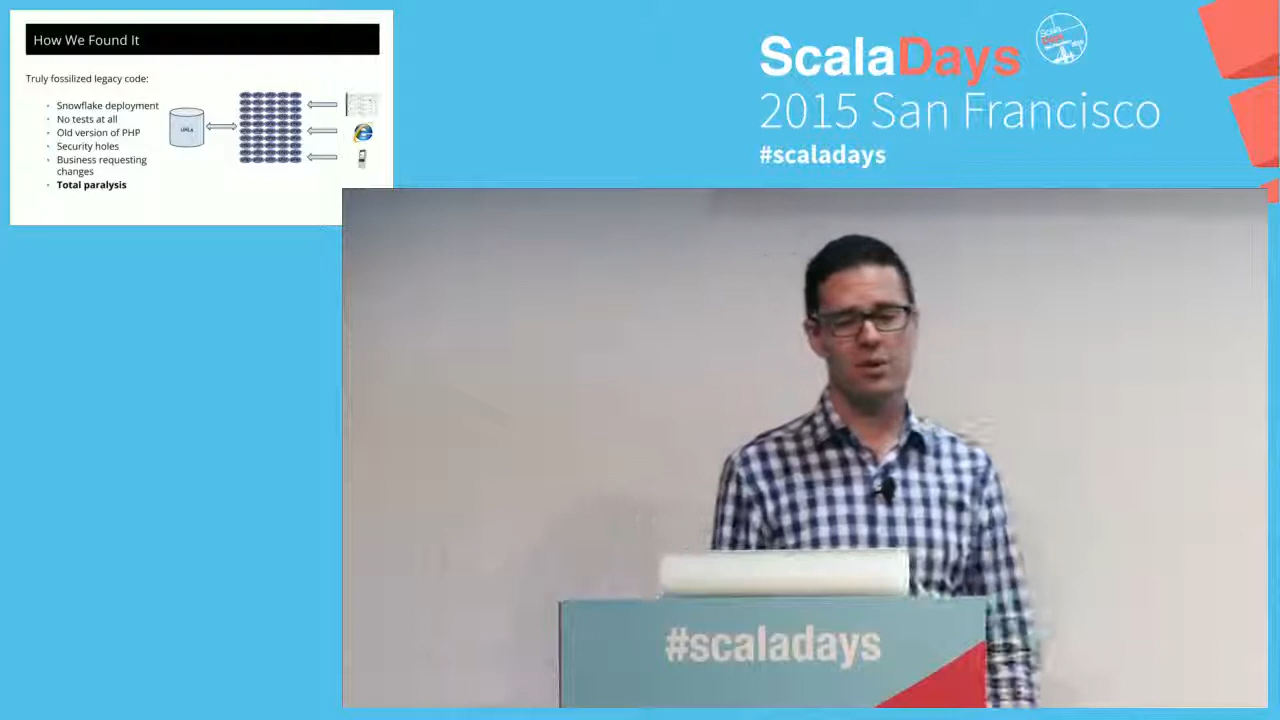 How We Found It
Truly fossilized legacy code:
Snowflake deployment
No tests at all
Old version of PHP
Security holes
Business requesting
changes
Total paralysis
URLs
ScalaDays
2015 San Francisco
#scaladays
#scaladays